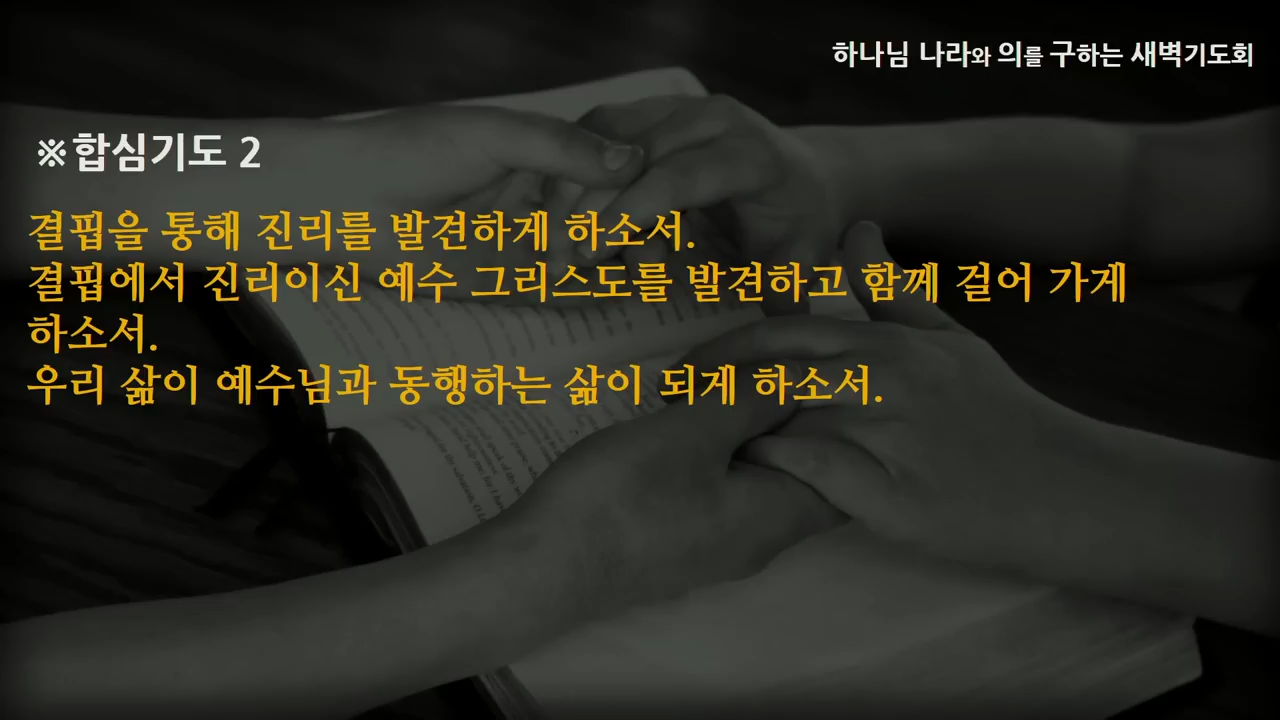 하나님 나라와 의를 구하는 새벽기도회
※합심기도 2
결핍을 통해 진리를 발견하게 하소서.
결핍에서 진리이신 예수 그리스도를 발견하고 함께 걸어 가게
하소서.
우리 삶이 예수님과 동행하는 삶이 되게 하소서.